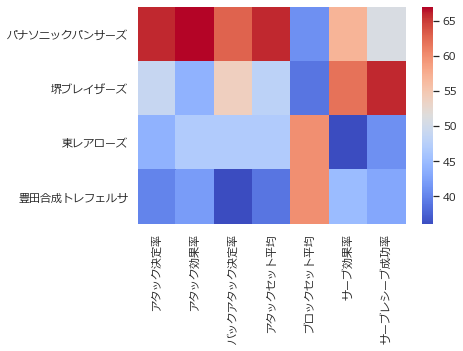 パナソニックパンサーズ
堺ブレイザーズ
東レアローズ
豊田合成トレフェルサ
65
60
55
50
45
40
アタック決定率
アタック効果率
バックアタック決定率
アタックセット平均
ブロックセット平均
サーブ効果率
サーブレシーブ成功率